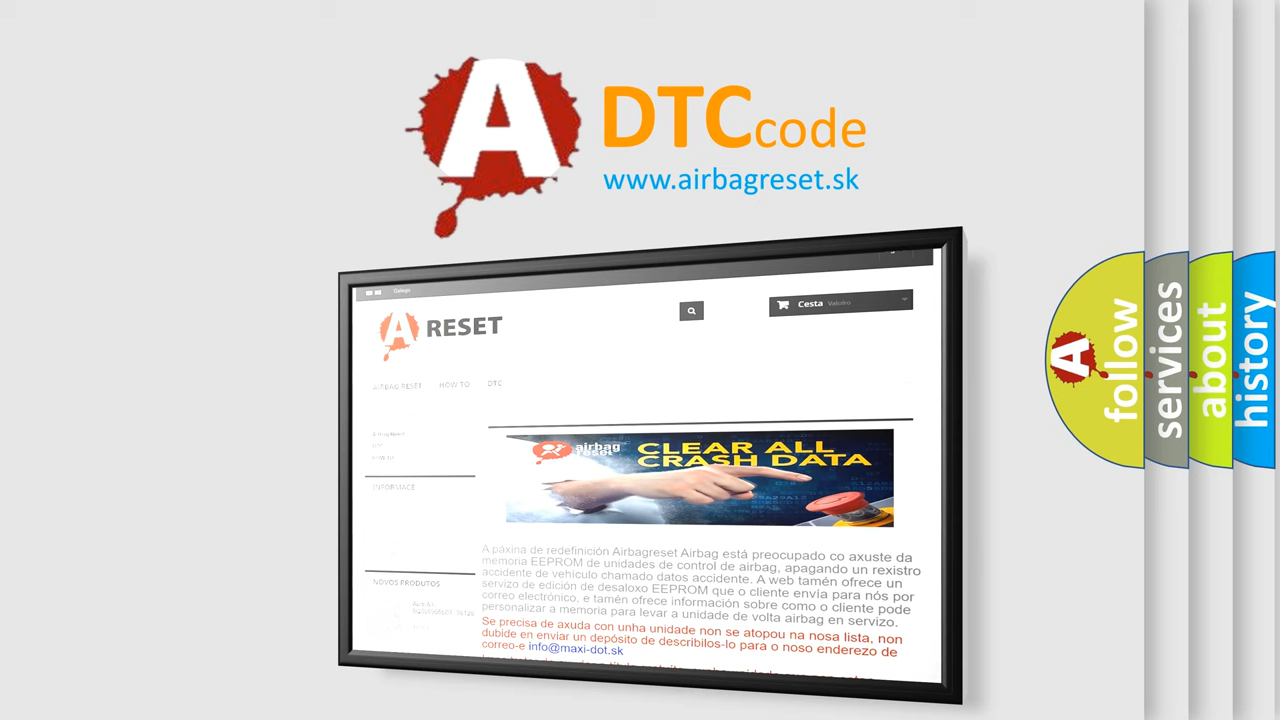 A
DTCcode
www.airbagreset.sk
Galego
A RESET
Cesta Valeiro
AIRBAG RESET HOW TO DTC
INFORMACE
airbag
reset
CLEAR ALL
CRASH DATA
A páxina de redefinición Airbagreset Airbag está preocupado co axuste da
memoria EEPROM de unidades de control de airbag, apagando un rexistro
accidente de vehículo chamado datos accidente. A web tamén ofrece un
servizo de edición de desaloxo EEPROM que o cliente envía para nós por
correo electrónico, e tamén ofrece información sobre como o cliente pode
personalizar a memoria para levar a unidade de volta airbag en servizo.
Se precisa de axuda con unha unidade non se atopou na nosa lista, non
dubide en enviar un depósito de describilos-lo para o noso enderezo de
correo-e info@maxi-dot.sk
NOVOS PRODUTOS
A
follow
services
about
history